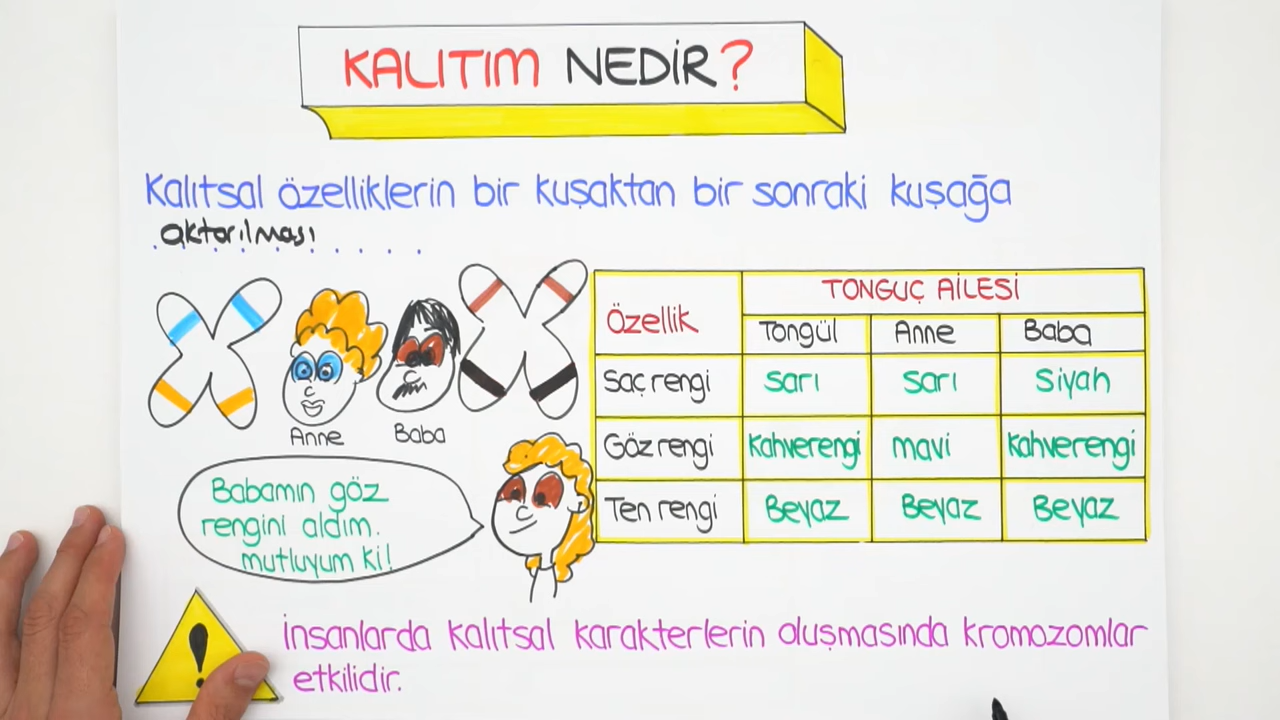 KALITIM NEDİR?
Kalıtsal özelliklerin bir kuşaktan bir sonraki kuşağa
aktarılması
Anne
Baba
Babamın göz
rengini aldım.
mutluyum ki!
Özellik
TONGUÇ AİLESİ
Tongül Anne Baba
Saç rengi sarı sarı siyah
Göz rengi kahverengi mavi kahverengi
Ten rengi Beyaz Beyaz Beyaz
!
İnsanlarda kalıtsal karakterlerin oluşmasında kromozomlar
etkilidir.